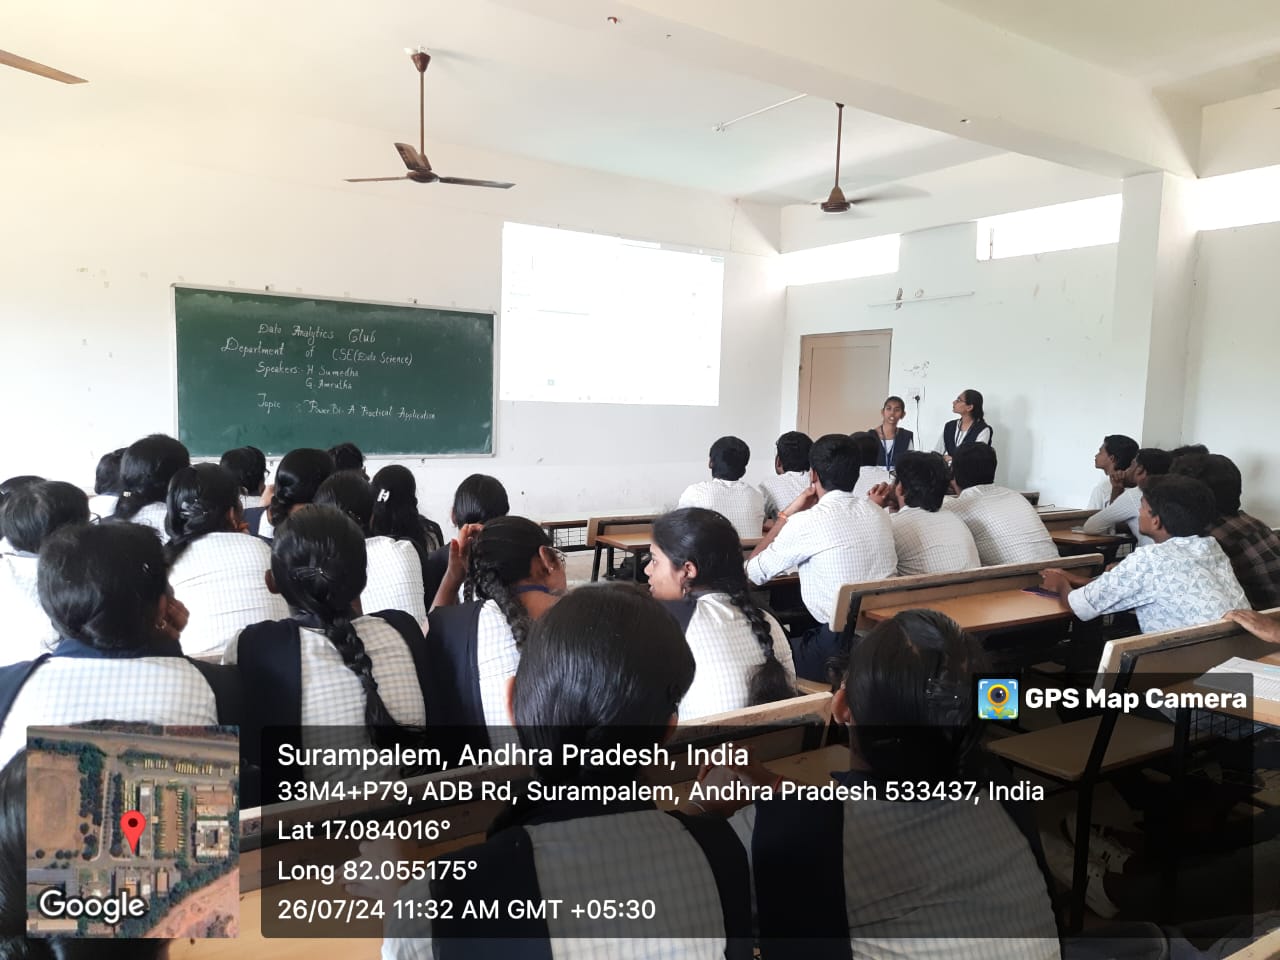 Data Analytics Club
Department of CSE(Data Science)
Speakers:- H Sumedha
G. Amrutha
Topic :- PowerBi- A Practical Application
GPS Map Camera
Surampalem, Andhra Pradesh, India
33M4+P79, ADB Rd, Surampalem, Andhra Pradesh 533437, India
Lat 17.084016°
Long 82.055175°
26/07/24 11:32 AM GMT +05:30
Google